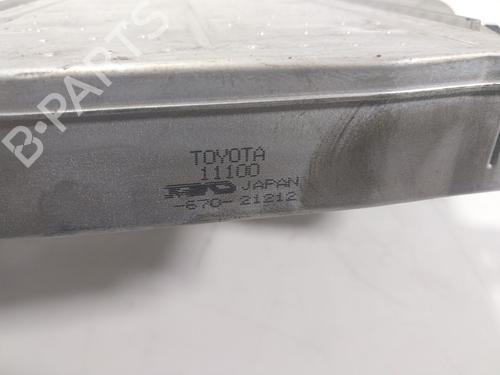 B-PARTS
TOYOTA
11100
JAPAN
-670- 21212